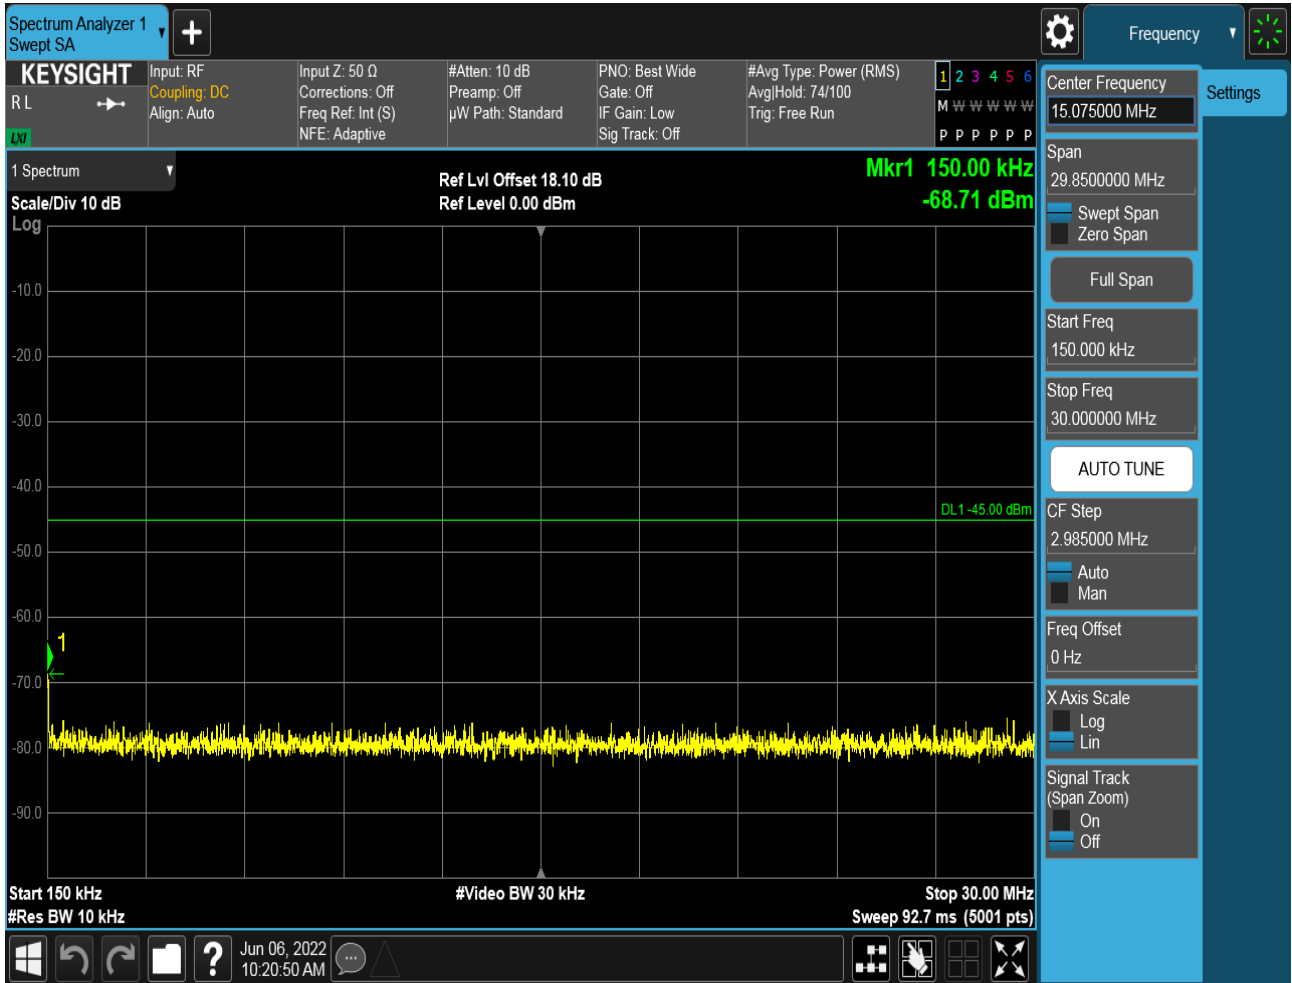 Spectrum Analyzer 1
Swept SA
Frequency
KEYSIGHT
R L
LXI
Input: RF
Coupling: DC
Align: Auto
Input Z: 50 Ω
Corrections: Off
Freq Ref: Int (S)
NFE: Adaptive
#Atten: 10 dB
Preamp: Off
µW Path: Standard
PNO: Best Wide
Gate: Off
IF Gain: Low
Sig Track: Off
#Avg Type: Power (RMS)
Avg|Hold: 74/100
Trig: Free Run
1 2 3 4 5 6
M W W W W W
P P P P P P
1 Spectrum
Scale/Div 10 dB
Log
Ref Lvl Offset 18.10 dB
Ref Level 0.00 dBm
Mkr1 150.00 kHz
-68.71 dBm
-10.0
-20.0
-30.0
-40.0
DL1 -45.00 dBm
-50.0
-60.0
1
-70.0
-80.0
-90.0
Start 150 kHz
#Res BW 10 kHz
#Video BW 30 kHz
Stop 30.00 MHz
Sweep 92.7 ms (5001 pts)
Center Frequency
15.075000 MHz
Settings
Span
29.8500000 MHz
Swept Span
Zero Span
Full Span
Start Freq
150.000 kHz
Stop Freq
30.000000 MHz
AUTO TUNE
CF Step
2.985000 MHz
Auto
Man
Freq Offset
0 Hz
X Axis Scale
Log
Lin
Signal Track
(Span Zoom)
On
Off
?
Jun 06, 2022
10:20:50 AM